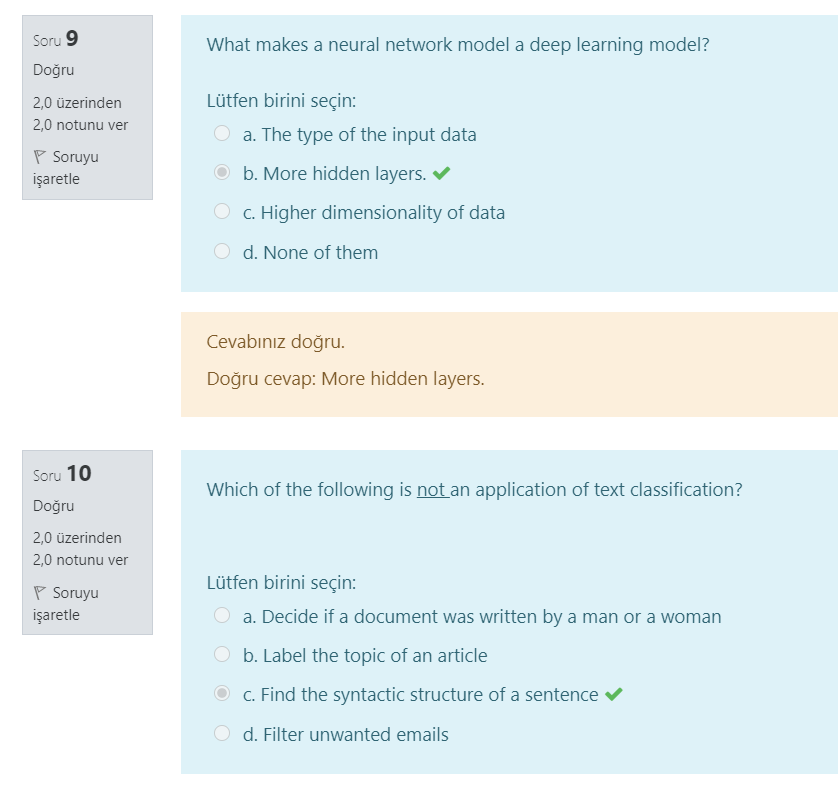 Soru 9
Doğru
2,0 üzerinden
2,0 notunu ver
Soruyu
işaretle
What makes a neural network model a deep learning model?
Lütfen birini seçin:
a. The type of the input data
b. More hidden layers.
c. Higher dimensionality of data
d. None of them
Cevabınız doğru.
Doğru cevap: More hidden layers.
Soru 10
Doğru
2,0 üzerinden
2,0 notunu ver
Soruyu
işaretle
Which of the following is not an application of text classification?
Lütfen birini seçin:
a. Decide if a document was written by a man or a woman
b. Label the topic of an article
c. Find the syntactic structure of a sentence
d. Filter unwanted emails